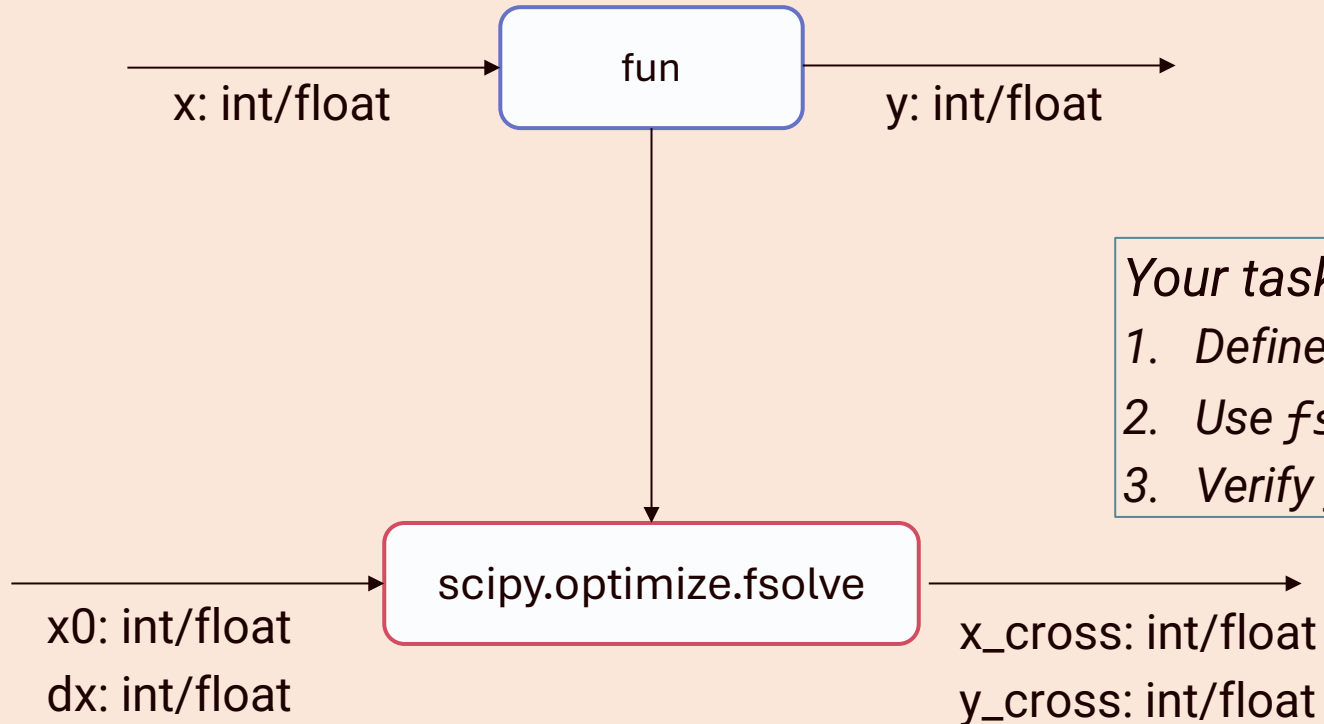 fun
x: int/float
y: int/float
Your task
1. Define
2. Use
3. Verify
scipy.optimize.fsolve
x0: int/float
dx: int/float
x_cross: int/float
y_cross: int/float